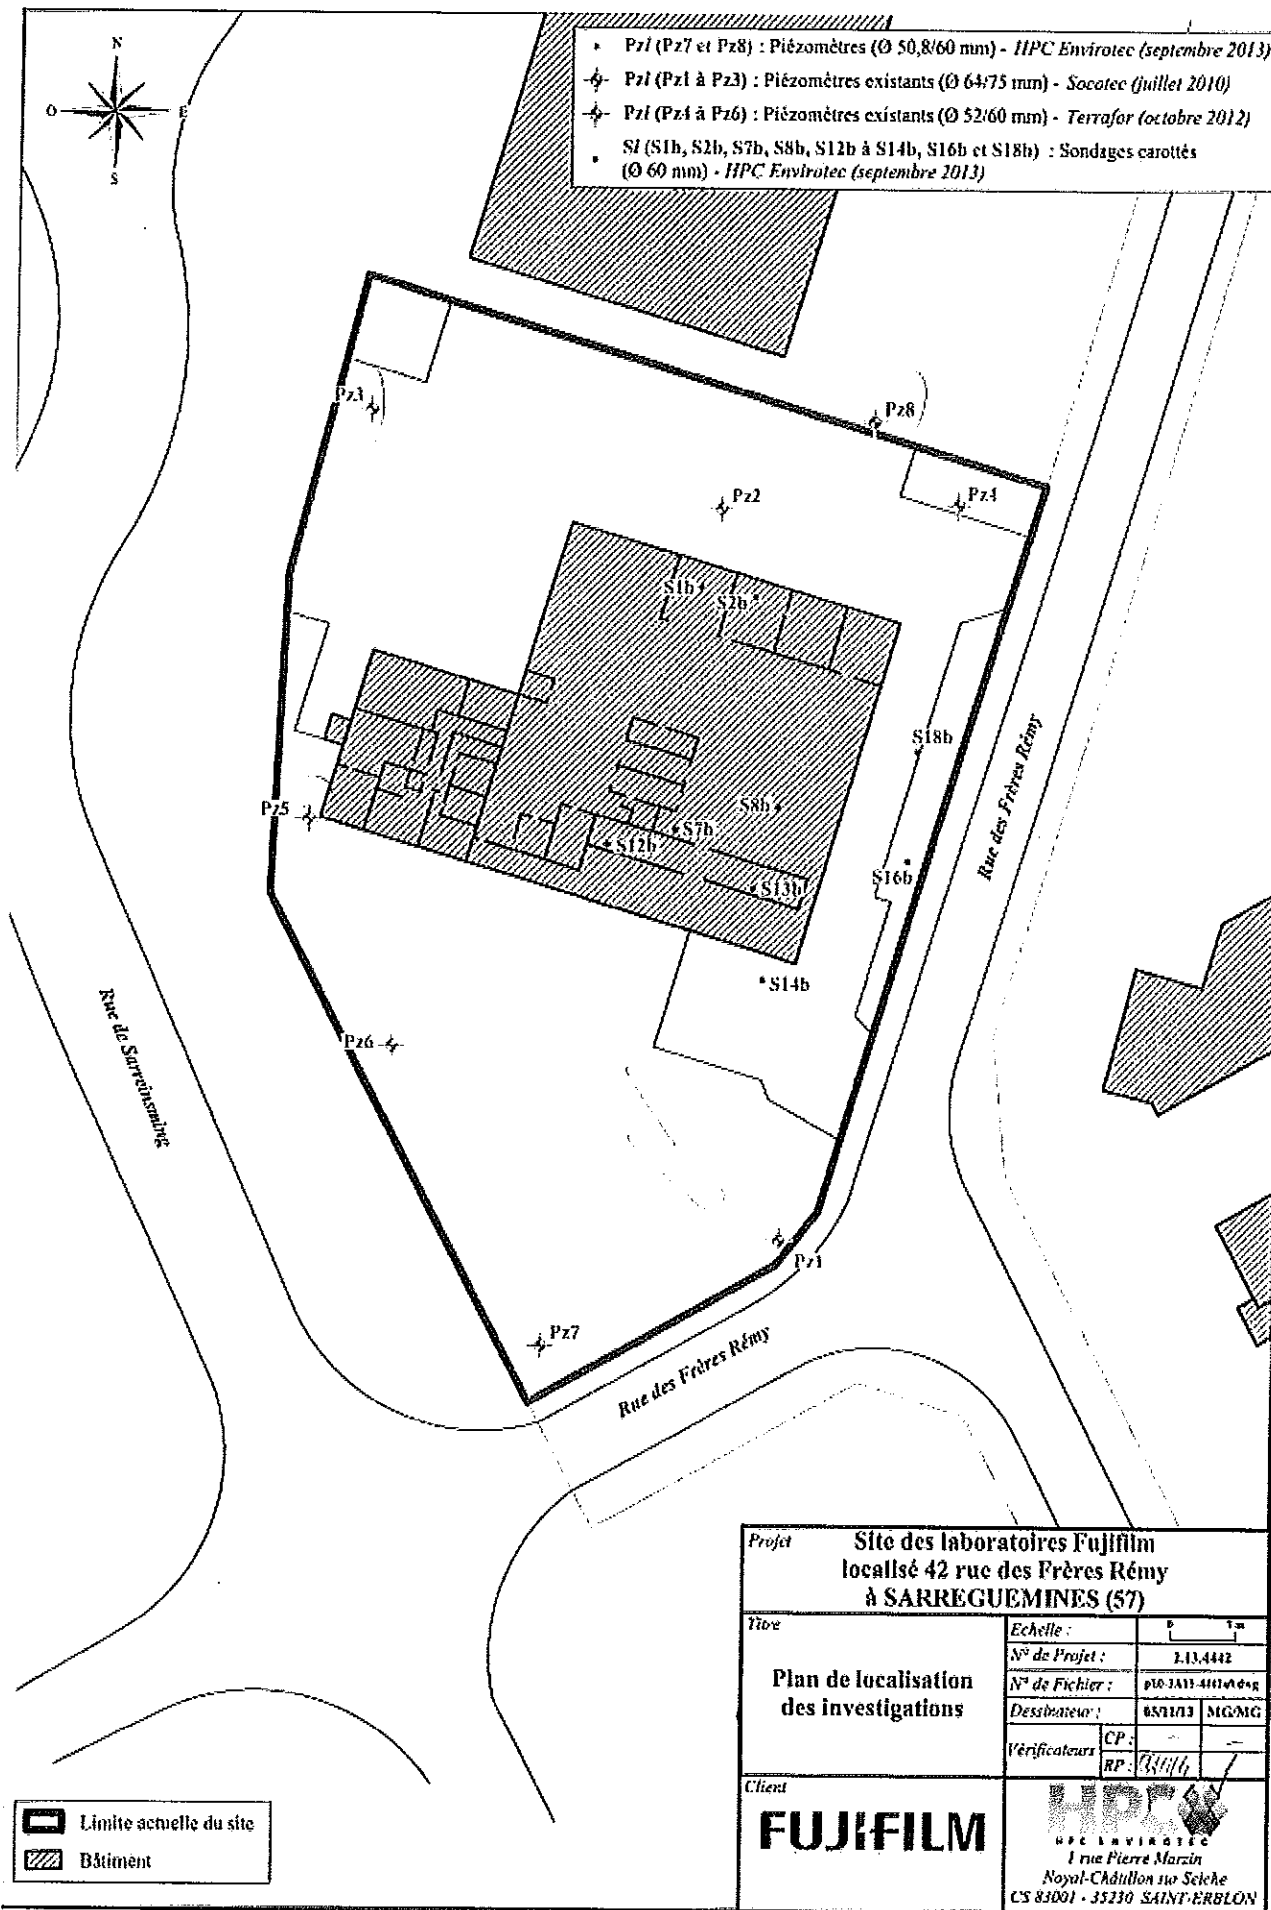 N
O
E
S
Pzi (Pz7 et Pz8) : Piézomètres (Ø 50,8/60 mm) - HPC Envirotec (septembre 2013)
Pzi (Pz1 à Pz3) : Piézomètres existants (Ø 64/75 mm) - Socotec (juillet 2010)
Pzi (Pz4 à Pz6) : Piézomètres existants (Ø 52/60 mm) - Terrafor (octobre 2012)
Si (S1b, S2b, S7b, S8b, S12b à S14b, S16b et S18b) : Sondages carottés
(Ø 60 mm) - HPC Envirotec (septembre 2013)
Pz3
Pz8
Pz2
Pz4
S1b
S2b
S18b
Rue des Frères Rémy
Pz5
S8b
S7b
S12b
S16b
S13b
S14b
Rue de Sarreinsming
Pz6
Pz1
Pz7
Rue des Frères Rémy
Projet
Site des laboratoires Fujifilm
localisé 42 rue des Frères Rémy
à SARREGUEMINES (57)
Titre
Plan de localisation
des investigations
Echelle :
N° de Projet : 2.13.4442
N° de Fichier :
Dessinateur : 05/11/13 MG/MG
Vérificateurs
CP :
RP :
Client
FUJIFILM
HPC
HPC ENVIROTEC
1 rue Pierre Marzin
Noyal-Châtillon sur Seiche
CS 83001 - 35230 SAINT-ERBLON
Limite actuelle du site
Bâtiment